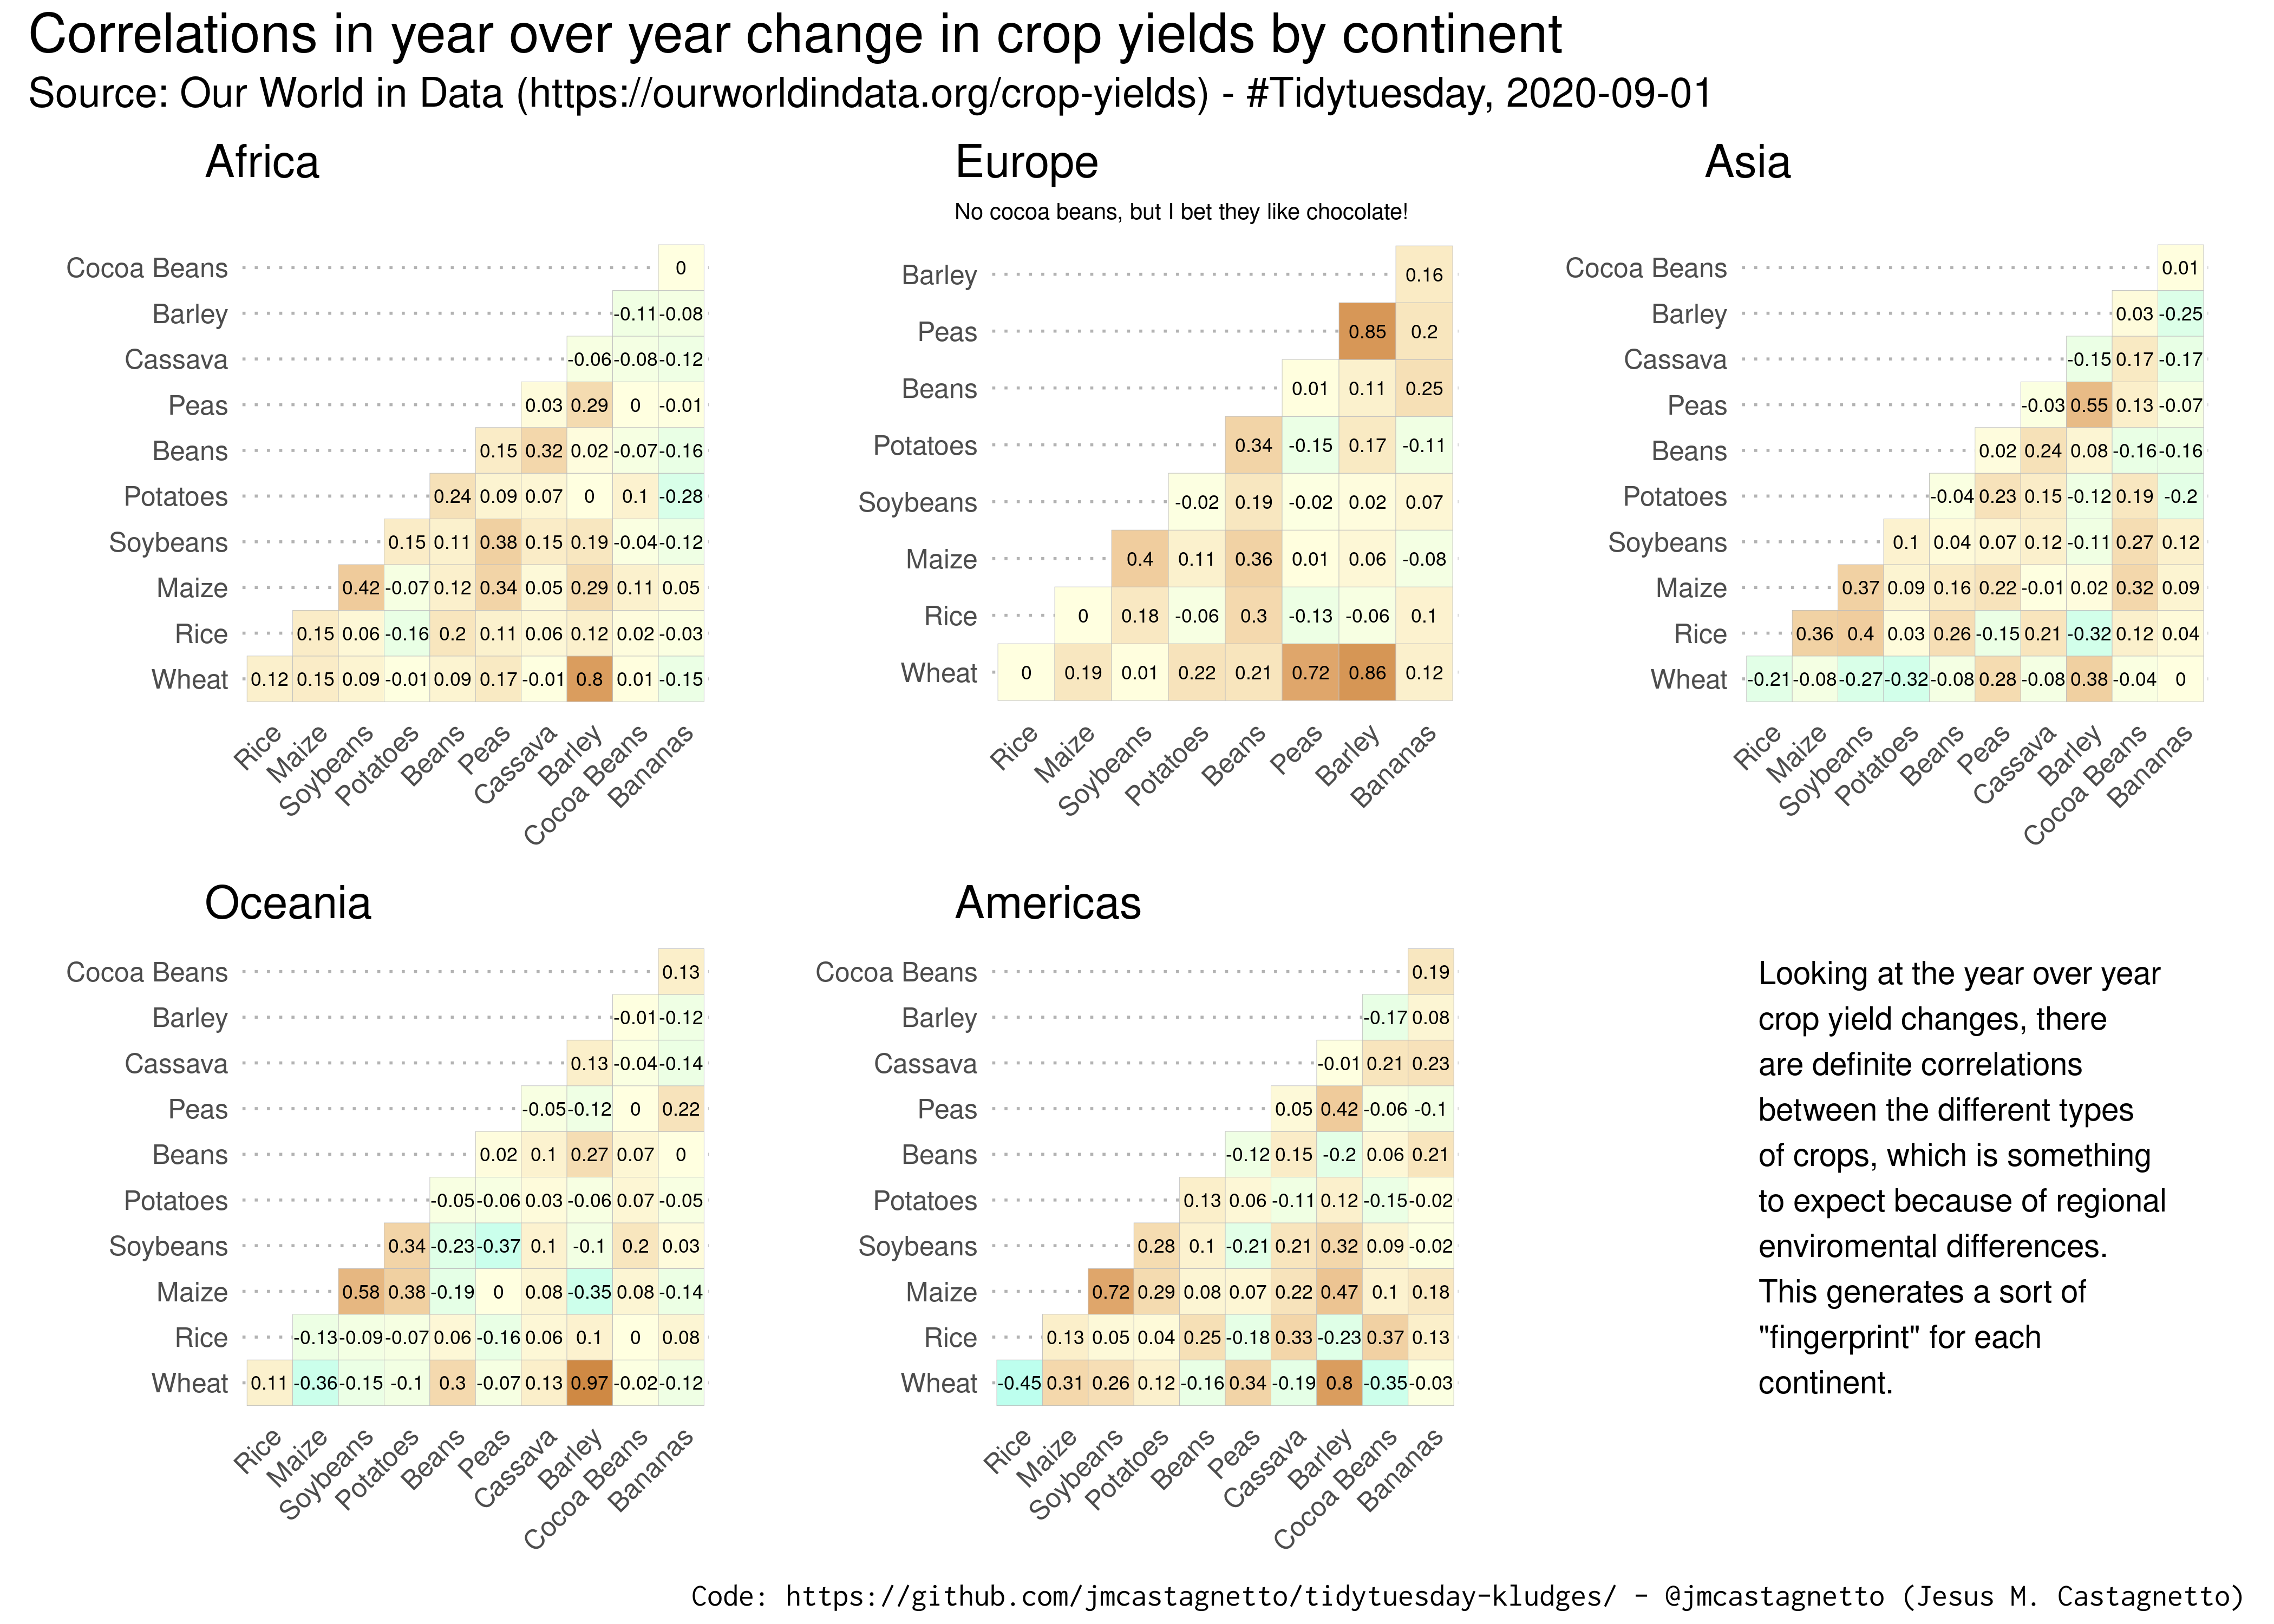 Correlations in year over year change in crop yields by continent
Source: Our World in Data (https://ourworldindata.org/crop-yields) - #Tidytuesday, 2020-09-01
Africa
Cocoa Beans 0
Barley -0.11 -0.08
Cassava -0.06 -0.08 -0.12
Peas 0.03 0.29 0 -0.01
Beans 0.15 0.32 0.02 -0.07 -0.16
Potatoes 0.24 0.09 0.07 0 0.1 -0.28
Soybeans 0.15 0.11 0.38 0.15 0.19 -0.04 -0.12
Maize 0.42 -0.07 0.12 0.34 0.05 0.29 0.11 0.05
Rice 0.15 0.06 -0.16 0.2 0.11 0.06 0.12 0.02 -0.03
Wheat 0.12 0.15 0.09 -0.01 0.09 0.17 -0.01 0.8 0.01 -0.15
Rice Maize Soybeans Potatoes Beans Peas Cassava Barley Cocoa Beans Bananas
Europe
No cocoa beans, but I bet they like chocolate!
Barley 0.16
Peas 0.85 0.2
Beans 0.01 0.11 0.25
Potatoes 0.34 -0.15 0.17 -0.11
Soybeans -0.02 0.19 -0.02 0.02 0.07
Maize 0.4 0.11 0.36 0.01 0.06 -0.08
Rice 0 0.18 -0.06 0.3 -0.13 -0.06 0.1
Wheat 0 0.19 0.01 0.22 0.21 0.72 0.86 0.12
Rice Maize Soybeans Potatoes Beans Peas Barley Bananas
Asia
Cocoa Beans 0.01
Barley 0.03 -0.25
Cassava -0.15 0.17 -0.17
Peas -0.03 0.55 0.13 -0.07
Beans 0.02 0.24 0.08 -0.16 -0.16
Potatoes -0.04 0.23 0.15 -0.12 0.19 -0.2
Soybeans 0.1 0.04 0.07 0.12 -0.11 0.27 0.12
Maize 0.37 0.09 0.16 0.22 -0.01 0.02 0.32 0.09
Rice 0.36 0.4 0.03 0.26 -0.15 0.21 -0.32 0.12 0.04
Wheat -0.21 -0.08 -0.27 -0.32 -0.08 0.28 -0.08 0.38 -0.04 0
Rice Maize Soybeans Potatoes Beans Peas Cassava Barley Cocoa Beans Bananas
Oceania
Cocoa Beans 0.13
Barley -0.01 -0.12
Cassava 0.13 -0.04 -0.14
Peas -0.05 -0.12 0 0.22
Beans 0.02 0.1 0.27 0.07 0
Potatoes -0.05 -0.06 0.03 -0.06 0.07 -0.05
Soybeans 0.34 -0.23 -0.37 0.1 -0.1 0.2 0.03
Maize 0.58 0.38 -0.19 0 0.08 -0.35 0.08 -0.14
Rice -0.13 -0.09 -0.07 0.06 -0.16 0.06 0.1 0 0.08
Wheat 0.11 -0.36 -0.15 -0.1 0.3 -0.07 0.13 0.97 -0.02 -0.12
Rice Maize Soybeans Potatoes Beans Peas Cassava Barley Cocoa Beans Bananas
Americas
Cocoa Beans 0.19
Barley -0.17 0.08
Cassava -0.01 0.21 0.23
Peas 0.05 0.42 -0.06 -0.1
Beans -0.12 0.15 -0.2 0.06 0.21
Potatoes 0.13 0.06 -0.11 0.12 -0.15 -0.02
Soybeans 0.28 0.1 -0.21 0.21 0.32 0.09 -0.02
Maize 0.72 0.29 0.08 0.07 0.22 0.47 0.1 0.18
Rice 0.13 0.05 0.04 0.25 -0.18 0.33 -0.23 0.37 0.13
Wheat -0.45 0.31 0.26 0.12 -0.16 0.34 -0.19 0.8 -0.35 -0.03
Rice Maize Soybeans Potatoes Beans Peas Cassava Barley Cocoa Beans Bananas
Looking at the year over year
crop yield changes, there
are definite correlations
between the different types
of crops, which is something
to expect because of regional
enviromental differences.
This generates a sort of
"fingerprint" for each
continent.
Code: https://github.com/jmcastagnetto/tidytuesday-kludges/ - @jmcastagnetto (Jesus M. Castagnetto)